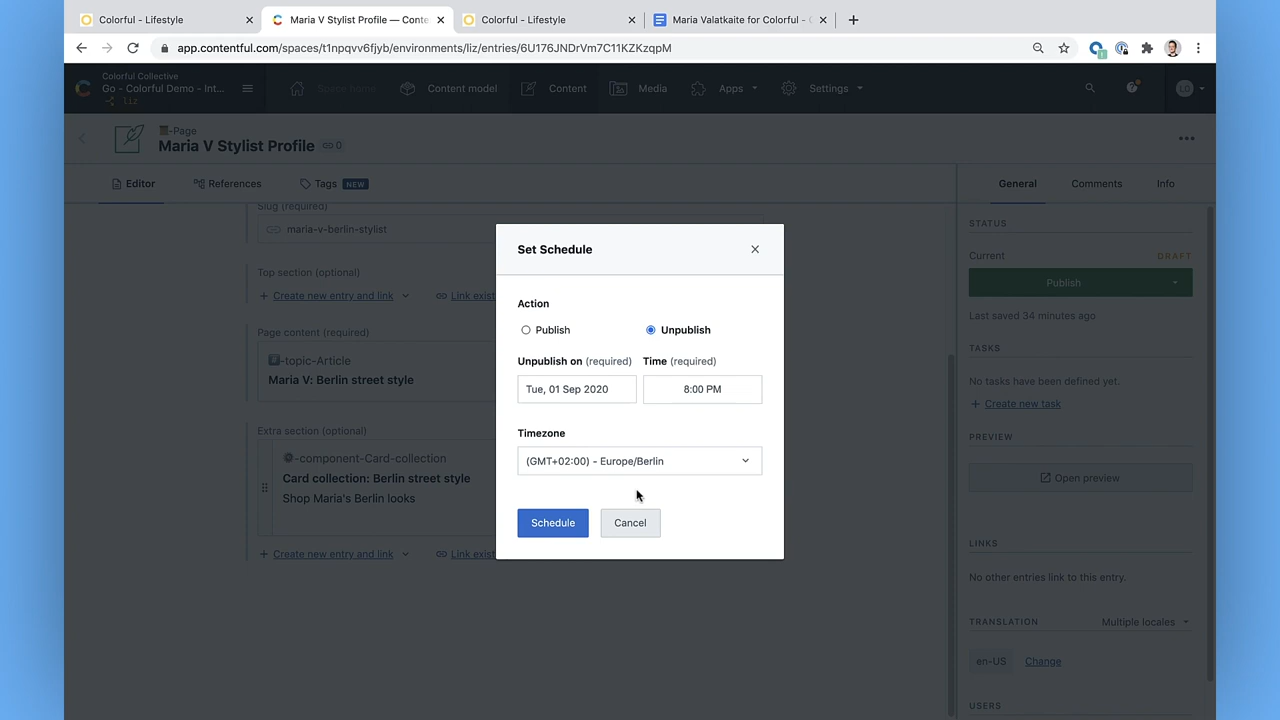 Colorful - Lifestyle
Maria V Stylist Profile — Conte
Colorful - Lifestyle
Maria Valatkaite for Colorful -
app.contentful.com/spaces/t1npqvv6fjyb/environments/liz/entries/6U176JNDrVm7C11KZKzqpM
Colorful Collective
Go - Colorful Demo - Int...
liz
Space home
Content model
Content
Media
Apps
Settings
LG
-Page
Maria V Stylist Profile
0
Editor
References
Tags NEW
General
Comments
Info
Slug (required)
maria-v-berlin-stylist
Top section (optional)
+ Create new entry and link
Link exist
Page content (required)
-topic-Article
Maria V: Berlin street style
Extra section (optional)
-component-Card-collection
Card collection: Berlin street style
Shop Maria's Berlin looks
+ Create new entry and link
Link exist
Set Schedule
Action
Publish
Unpublish
Unpublish on (required)
Time (required)
Tue, 01 Sep 2020
8:00 PM
Timezone
(GMT+02:00) - Europe/Berlin
Schedule
Cancel
STATUS
Current
DRAFT
Publish
Last saved 34 minutes ago
TASKS
No tasks have been defined yet.
+ Create new task
PREVIEW
Open preview
LINKS
No other entries link to this entry.
TRANSLATION
Multiple locales
en-US
Change
USERS